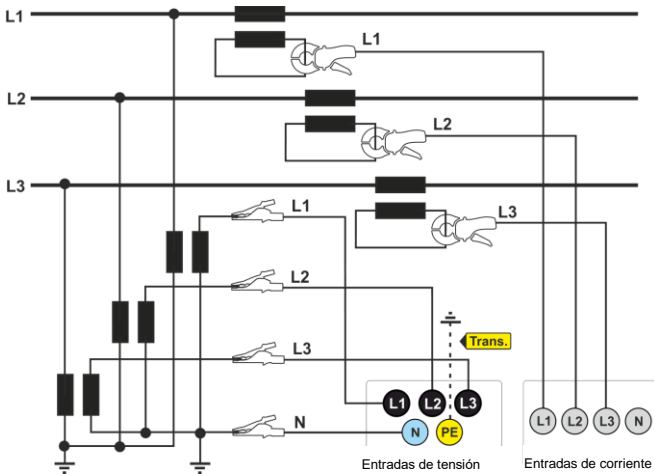 L1
L1
L2
L2
L3
L3
L1
L2
Trans.
L3
L1 L2 L3
N
N PE
L1 L2 L3 N
Entradas de tensión
Entradas de corriente